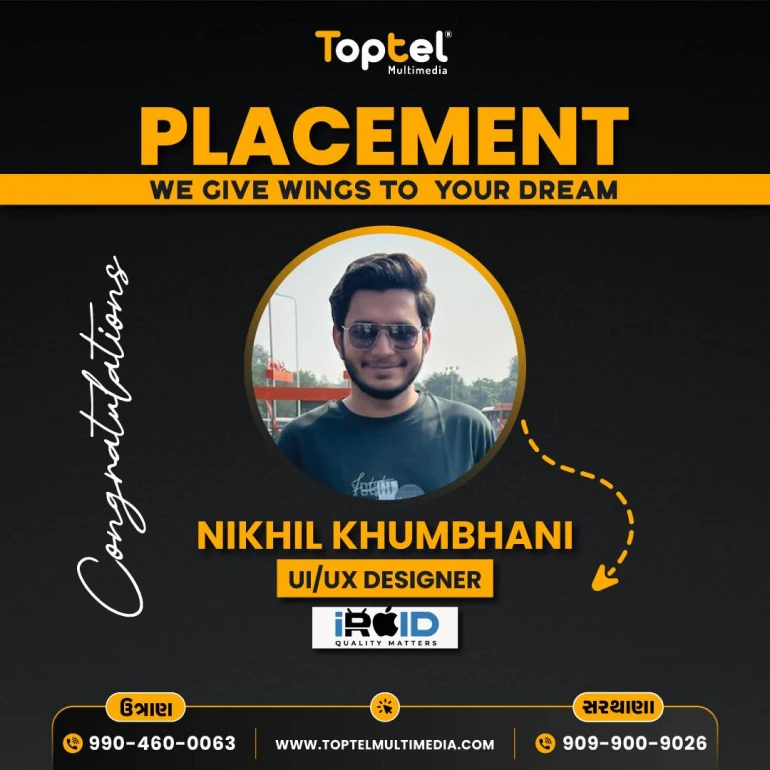 Toptel®
Multimedia
PLACEMENT
WE GIVE WINGS TO YOUR DREAM
Congratulations
NIKHIL KHUMBHANI
UI/UX DESIGNER
iROID
QUALITY MATTERS
ઉત્રાણ
સરથાણા
990-460-0063
WWW.TOPTELMULTIMEDIA.COM
909-900-9026